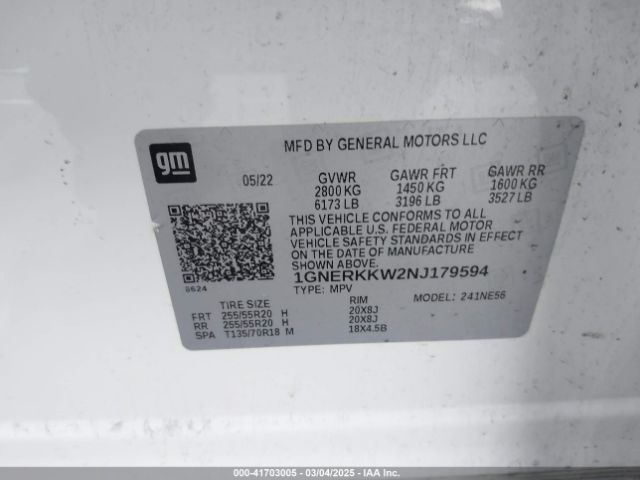 gm
MFD BY GENERAL MOTORS LLC
05/22 GVWR GAWR FRT GAWR RR
2800 KG 1450 KG 1600 KG
6173 LB 3196 LB 3527 LB
THIS VEHICLE CONFORMS TO ALL
APPLICABLE U.S. FEDERAL MOTOR
VEHICLE SAFETY STANDARDS IN EFFECT
ON THE DATE OF MANUFACTURE
SHOWN ABOVE.
1GNERKKW2NJ179594
8624 TYPE: MPV MODEL: 241NE56
TIRE SIZE RIM
FRT 255/55R20 H 20X8J
RR 255/55R20 H 20X8J
SPA T135/70R18 M 18X4.5B
000-41703005 - 03/04/2025 - IAAI.COM